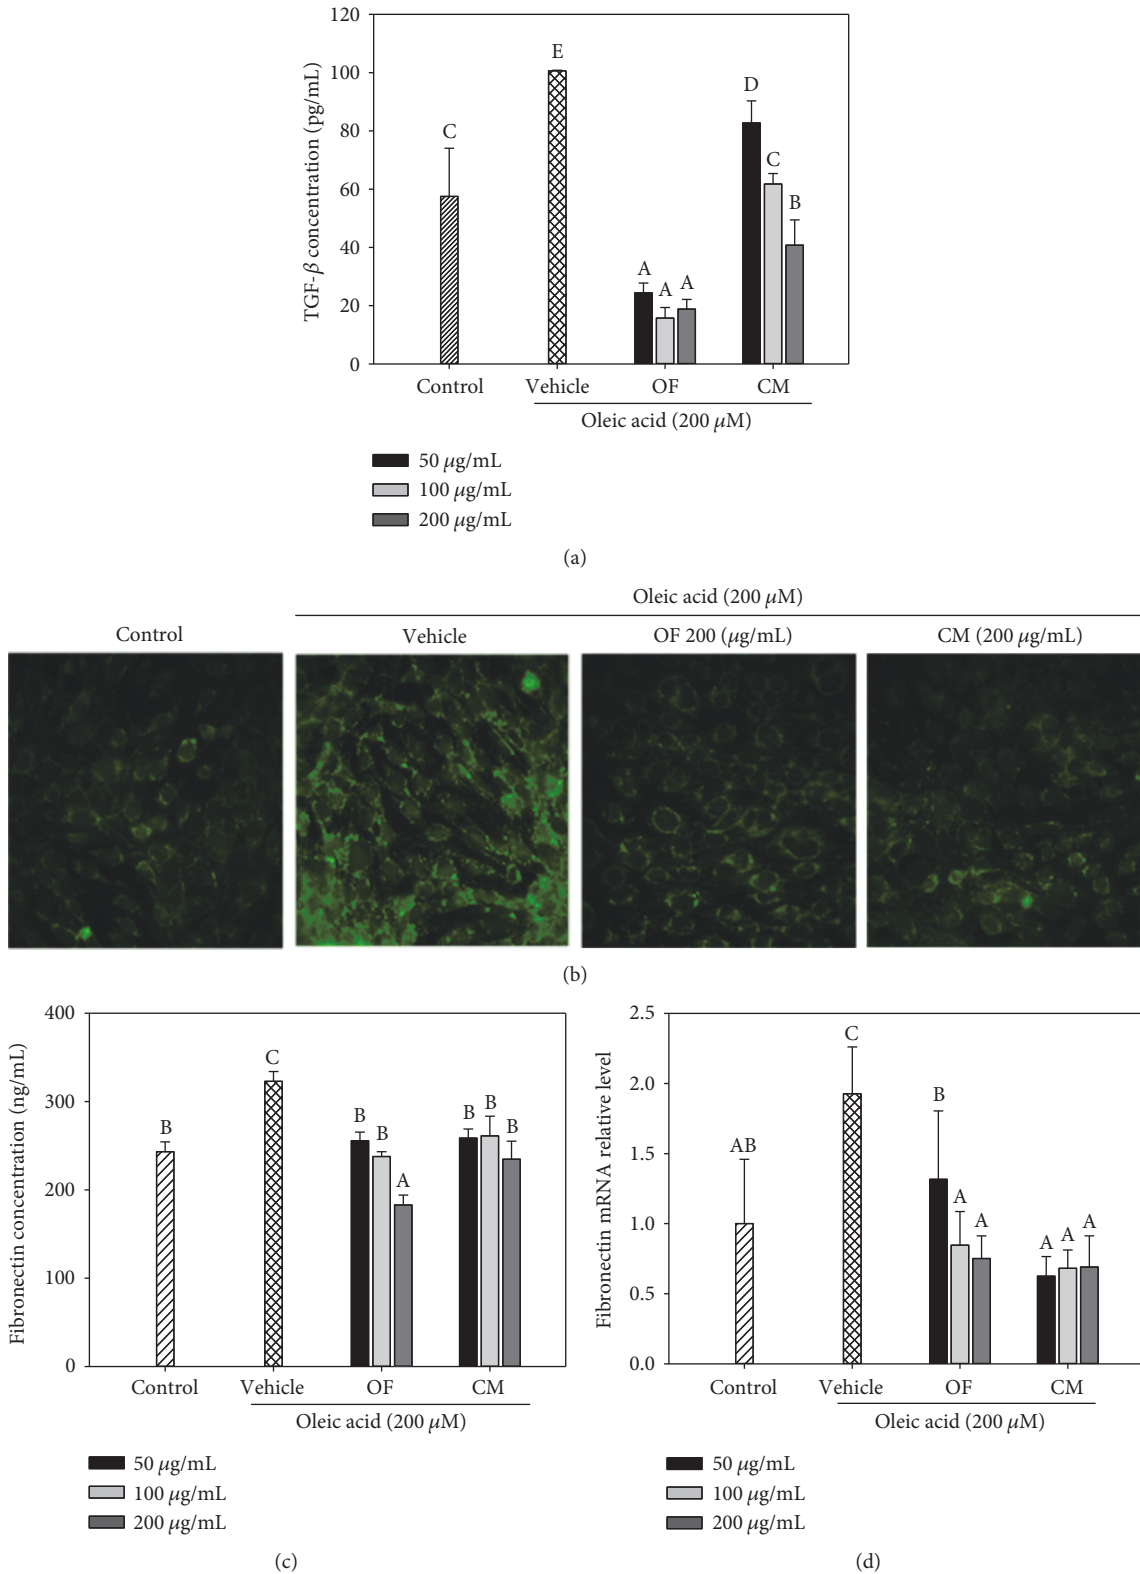 TGF-β concentration (pg/mL)
120
100
80
60
40
20
0
C
E
A
A
A
D
C
B
Control
Vehicle
OF
CM
Oleic acid (200 μM)
50 μg/mL
100 μg/mL
200 μg/mL
(a)
Oleic acid (200 μM)
Control
Vehicle
OF 200 (μg/mL)
CM (200 μg/mL)
(b)
Fibronectin concentration (ng/mL)
400
300
200
100
0
B
C
B
B
A
B
B
B
Control
Vehicle
OF
CM
Oleic acid (200 μM)
50 μg/mL
100 μg/mL
200 μg/mL
(c)
Fibronectin mRNA relative level
2.5
2.0
1.5
1.0
0.5
0.0
AB
C
B
A
A
A
A
A
Control
Vehicle
OF
CM
Oleic acid (200 μM)
50 μg/mL
100 μg/mL
200 μg/mL
(d)